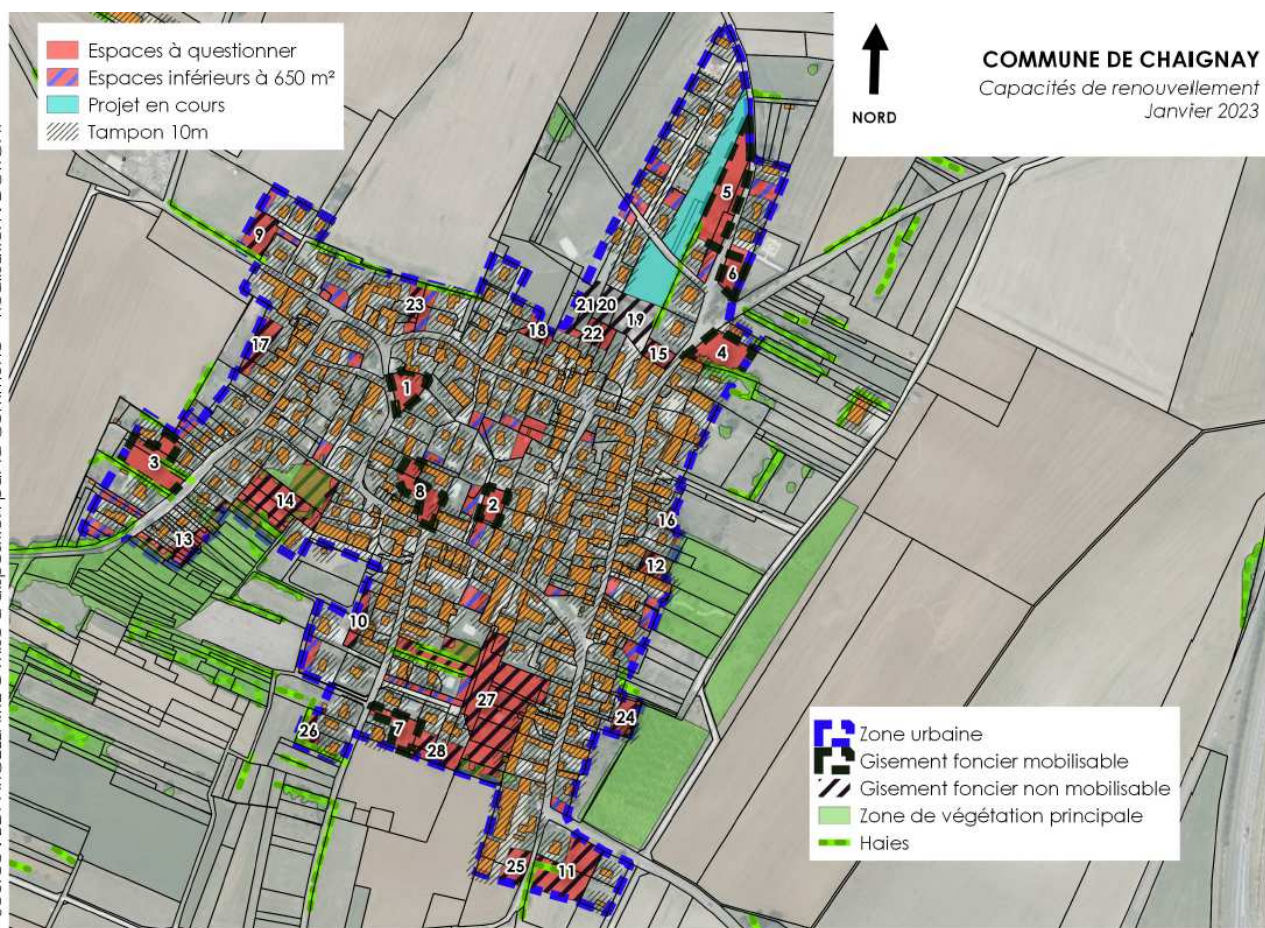 Espaces à questionner
Espaces inférieurs à 650 m²
Projet en cours
Tampon 10m
NORD
COMMUNE DE CHAIGNAY
Capacités de renouvellement
Janvier 2023
5
9
6
23
21 20
19
18
22
15
4
17
1
3
8
2
14
16
13
12
10
27
24
7
26
28
25
11
Zone urbaine
Gisement foncier mobilisable
Gisement foncier non mobilisable
Zone de végétation principale
Haies